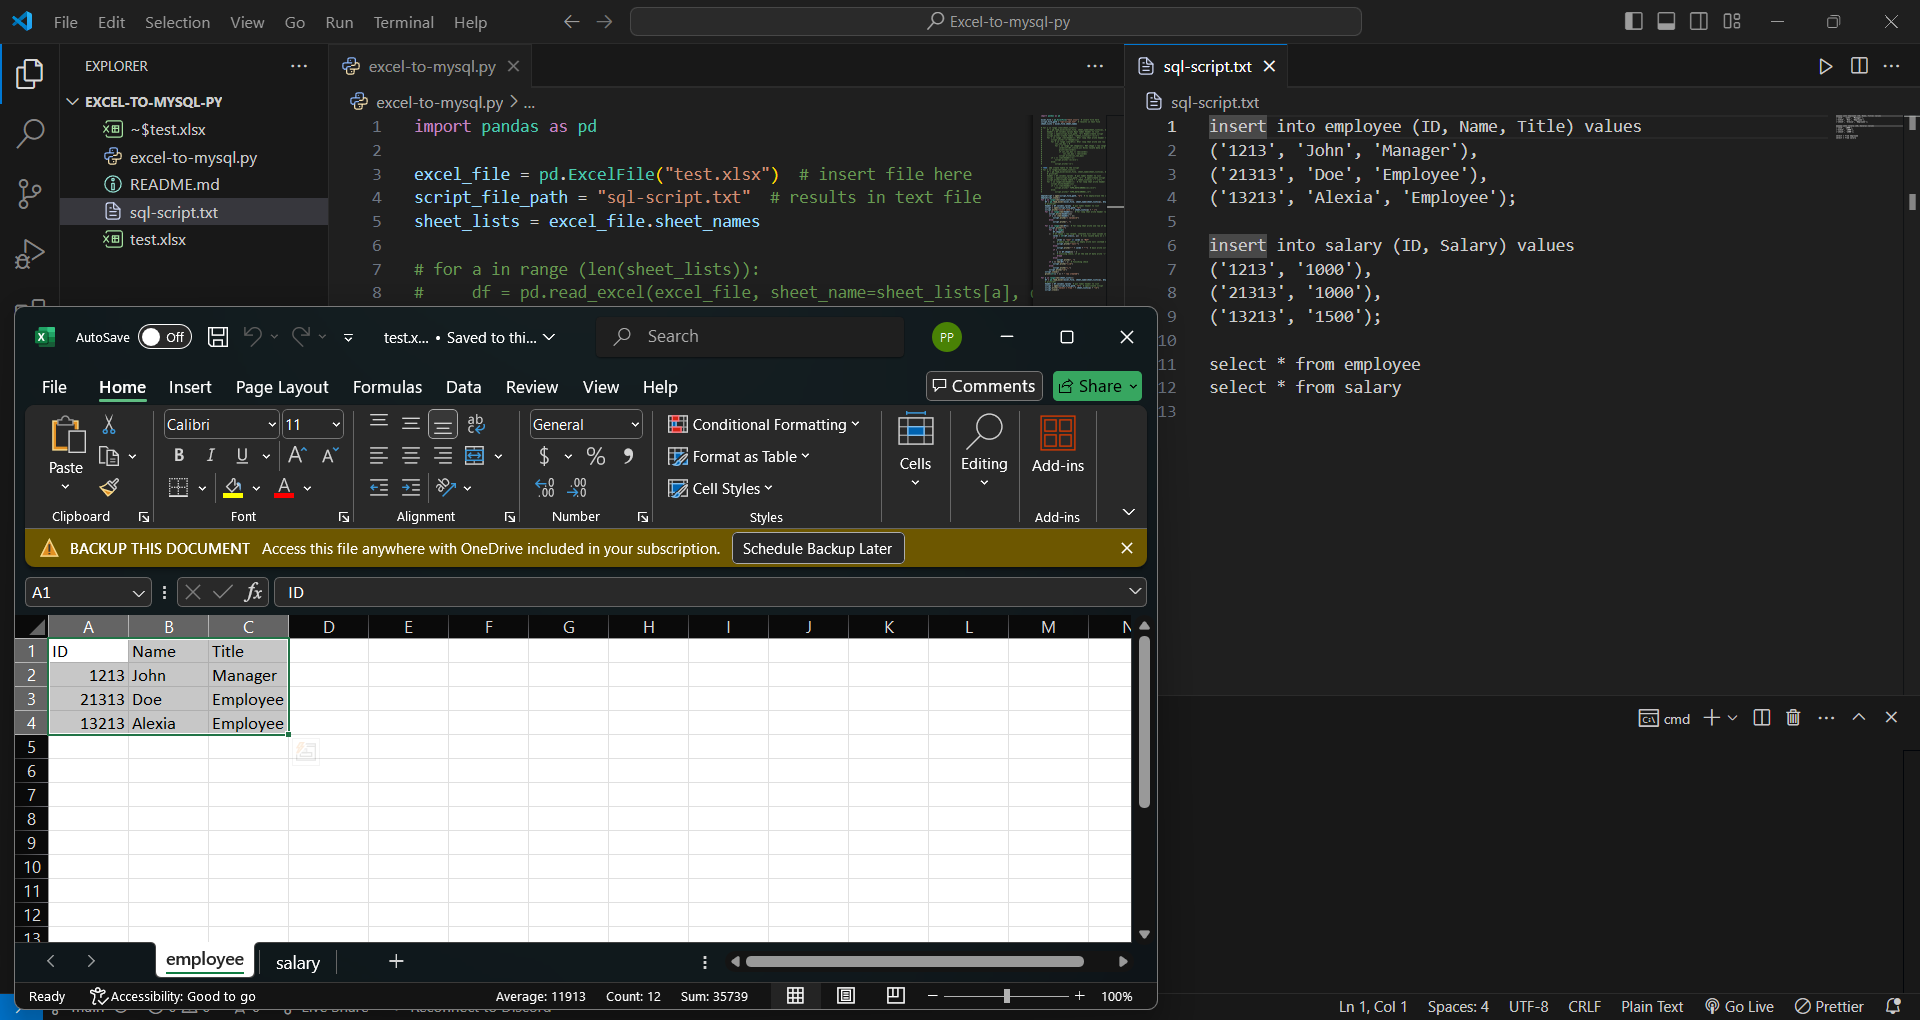 File Edit Selection View Go Run Terminal Help
Excel-to-mysql-py
EXPLORER
EXCEL-TO-MYSQL-PY
~$test.xlsx
excel-to-mysql.py
README.md
sql-script.txt
test.xlsx
excel-to-mysql.py
excel-to-mysql.py > ...
1 import pandas as pd
2
3 excel_file = pd.ExcelFile("test.xlsx") # insert file here
4 script_file_path = "sql-script.txt" # results in text file
5 sheet_lists = excel_file.sheet_names
6
7 # for a in range (len(sheet_lists)):
8 # df = pd.read_excel(excel_file, sheet_name=sheet_lists[a],
sql-script.txt
sql-script.txt
1 insert into employee (ID, Name, Title) values
2 ('1213', 'John', 'Manager'),
3 ('21313', 'Doe', 'Employee'),
4 ('13213', 'Alexia', 'Employee');
5
6 insert into salary (ID, Salary) values
7 ('1213', '1000'),
8 ('21313', '1000'),
9 ('13213', '1500');
10
11 select * from employee
12 select * from salary
13
AutoSave Off test.x... • Saved to thi... Search PP
File Home Insert Page Layout Formulas Data Review View Help Comments Share
Paste
Clipboard
Calibri 11
B I U A A
A
Font
ab
Alignment
General
$ % 9
.00 .00
Number
Conditional Formatting
Format as Table
Cell Styles
Styles
Cells
Editing
Add-ins
Add-ins
BACKUP THIS DOCUMENT Access this file anywhere with OneDrive included in your subscription. Schedule Backup Later
A1 fx ID
A B C D E F G H I J K L M N
1 ID Name Title
2 1213 John Manager
3 21313 Doe Employee
4 13213 Alexia Employee
5
6
7
8
9
10
11
12
13
employee salary
Ready Accessibility: Good to go Average: 11913 Count: 12 Sum: 35739 100%
cmd
Ln 1, Col 1 Spaces: 4 UTF-8 CRLF Plain Text Go Live Prettier